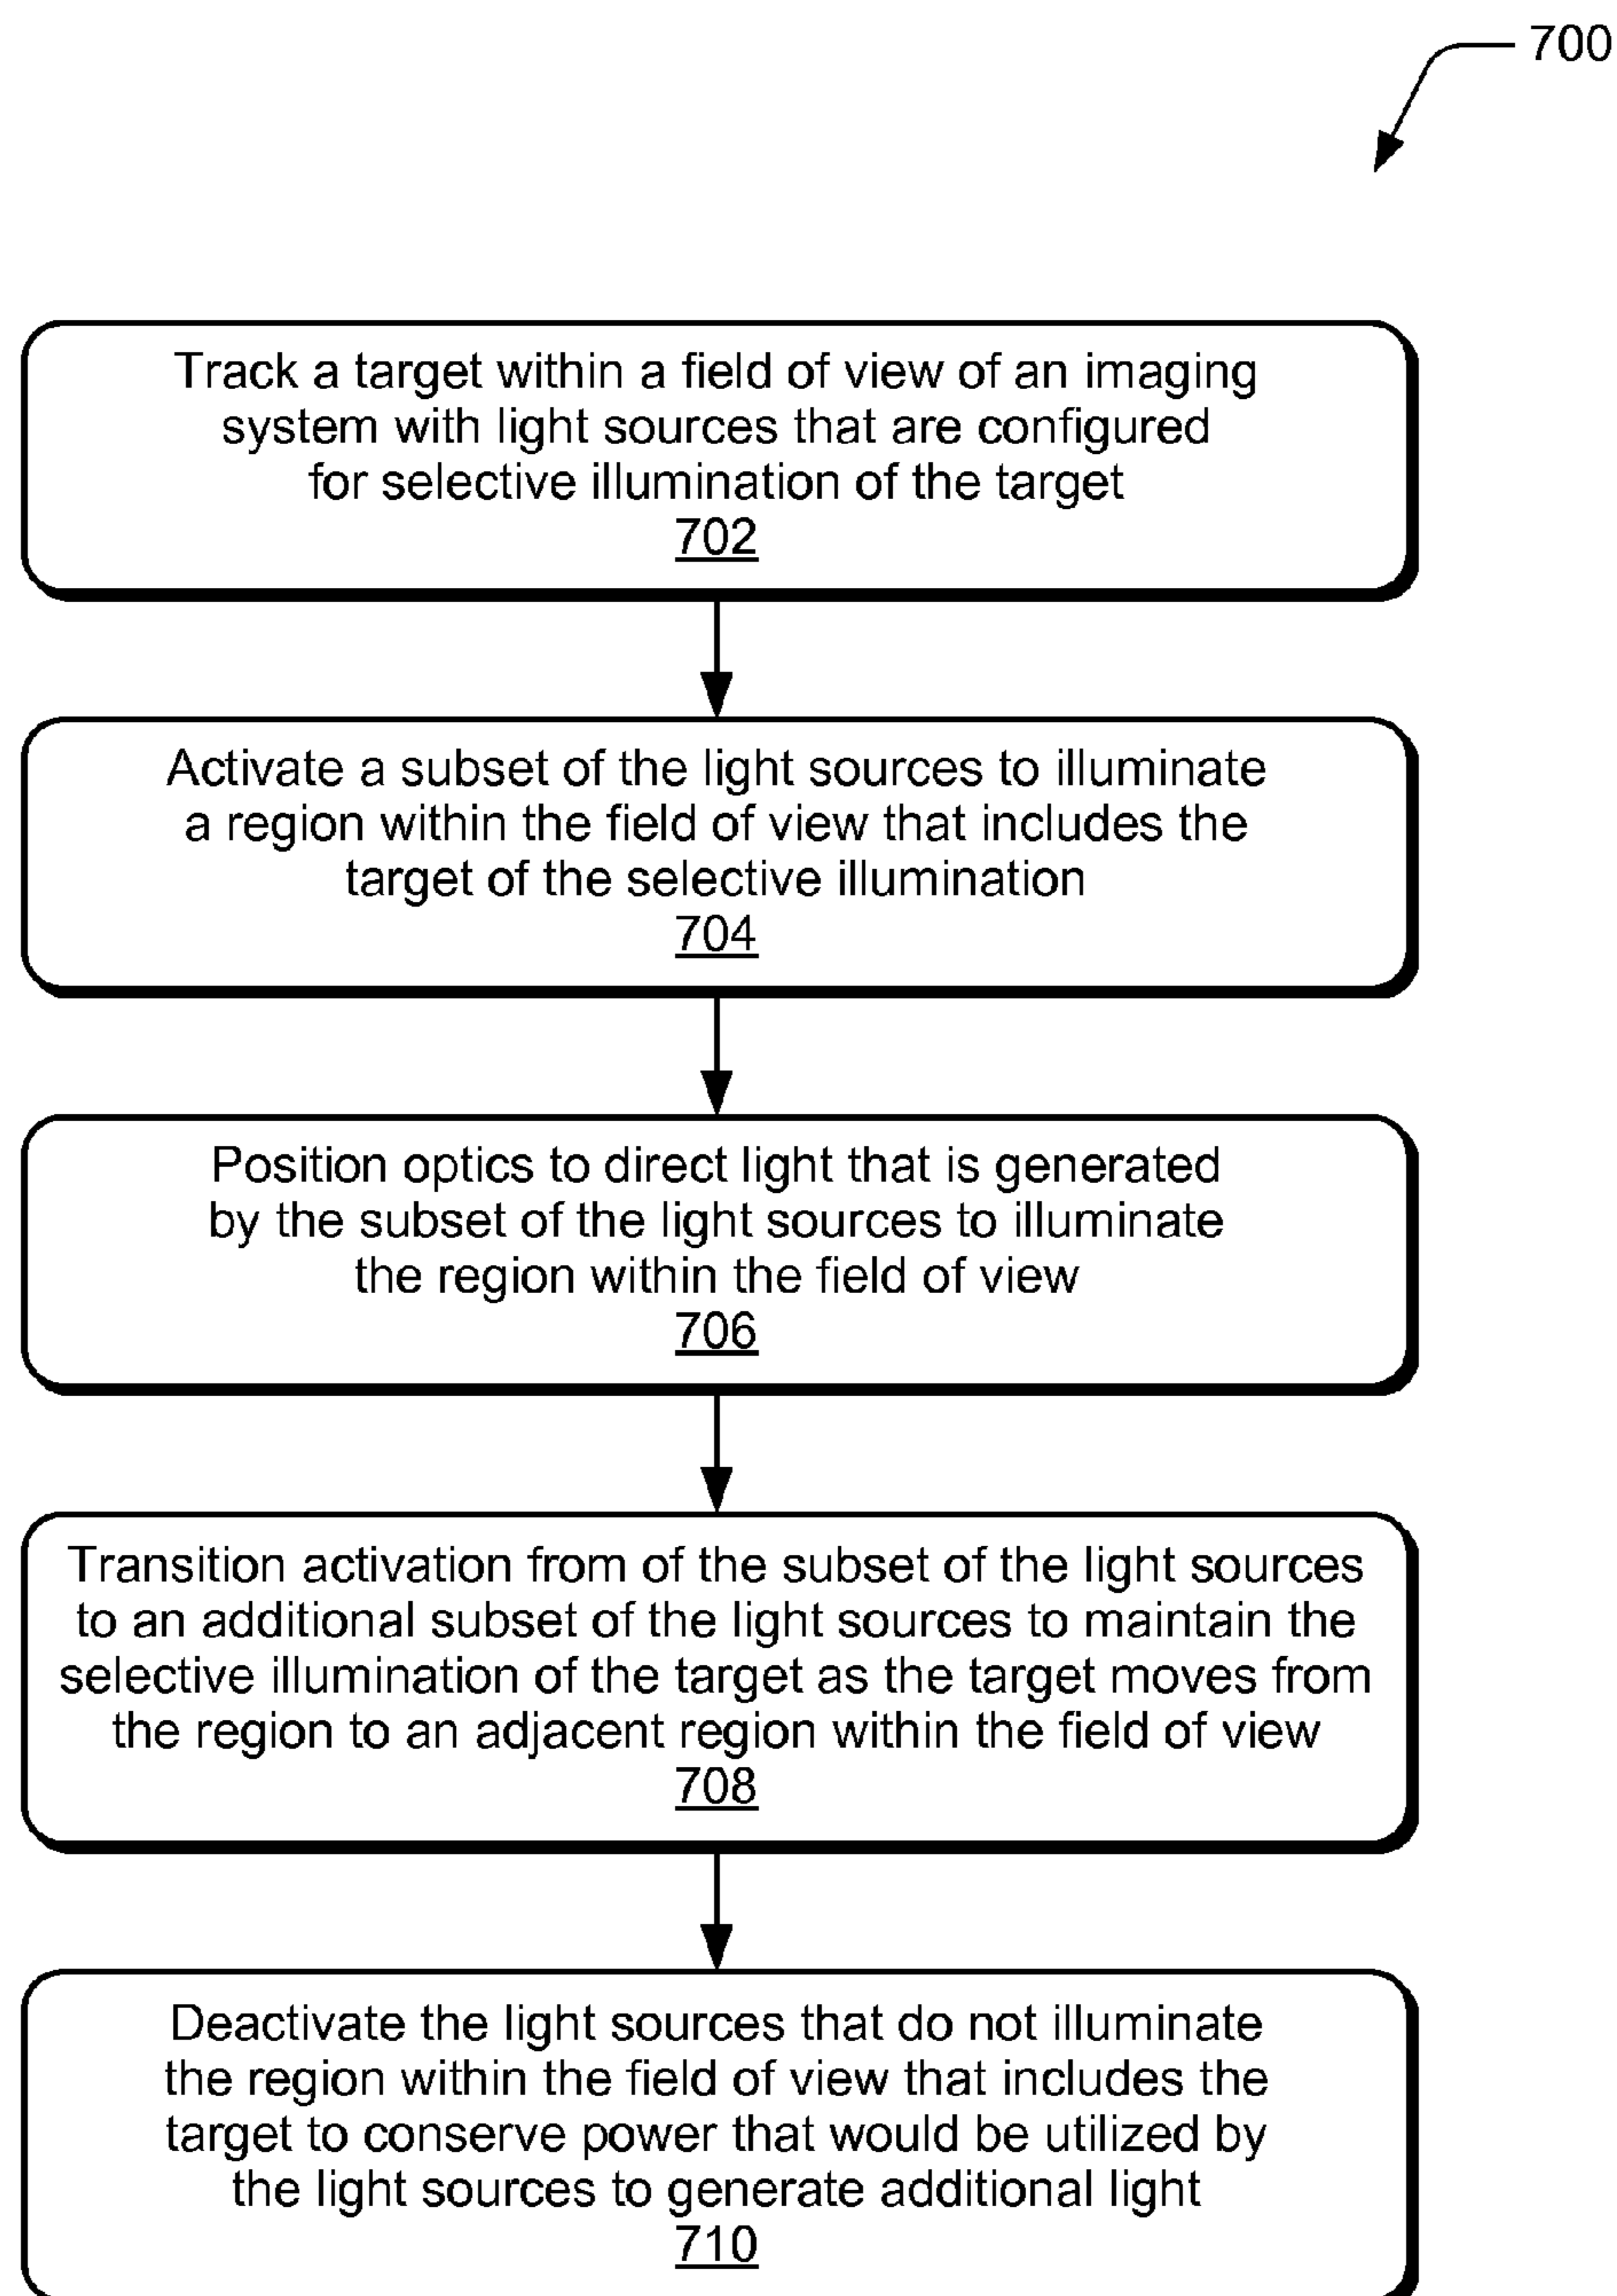 700
Track a target within a field of view of an imaging
system with light sources that are configured
for selective illumination of the target
702
Activate a subset of the light sources to illuminate
a region within the field of view that includes the
target of the selective illumination
704
Position optics to direct light that is generated
by the subset of the light sources to illuminate
the region within the field of view
706
Transition activation from of the subset of the light sources
to an additional subset of the light sources to maintain the
selective illumination of the target as the target moves from
the region to an adjacent region within the field of view
708
Deactivate the light sources that do not illuminate
the region within the field of view that includes the
target to conserve power that would be utilized by
the light sources to generate additional light
710